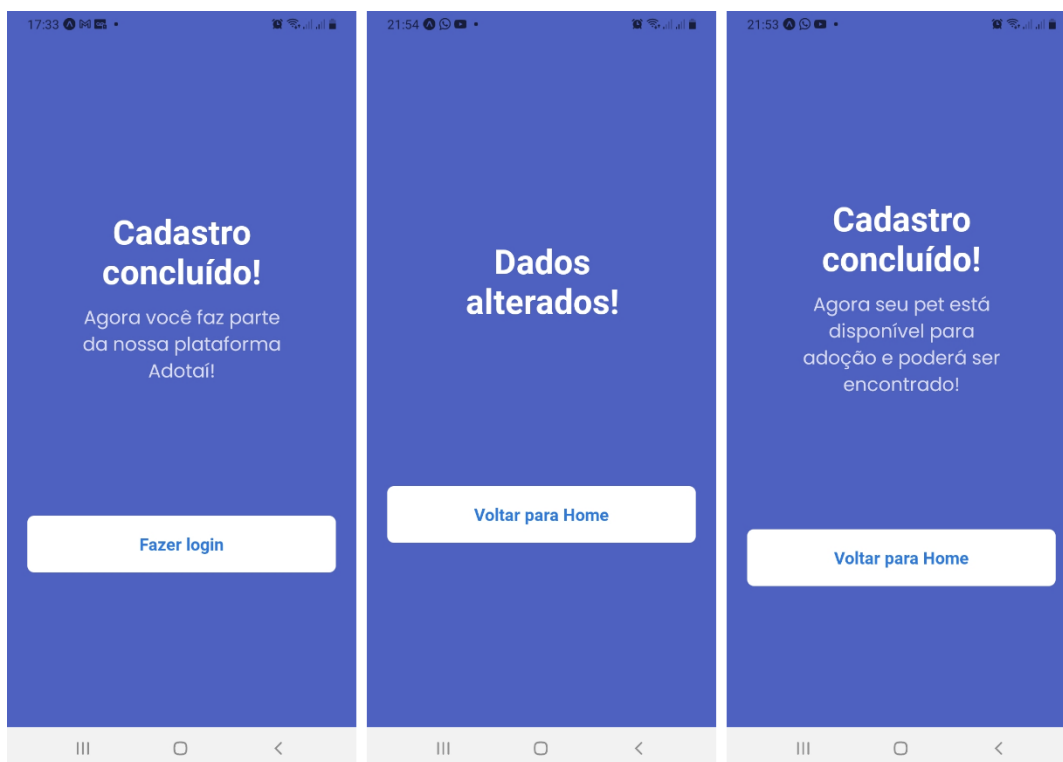 17:33
Cadastro
concluído!
Agora você faz parte
da nossa plataforma
Adotaí!
Fazer login
21:54
Dados
alterados!
Voltar para Home
21:53
Cadastro
concluído!
Agora seu pet está
disponível para
adoção e poderá ser
encontrado!
Voltar para Home